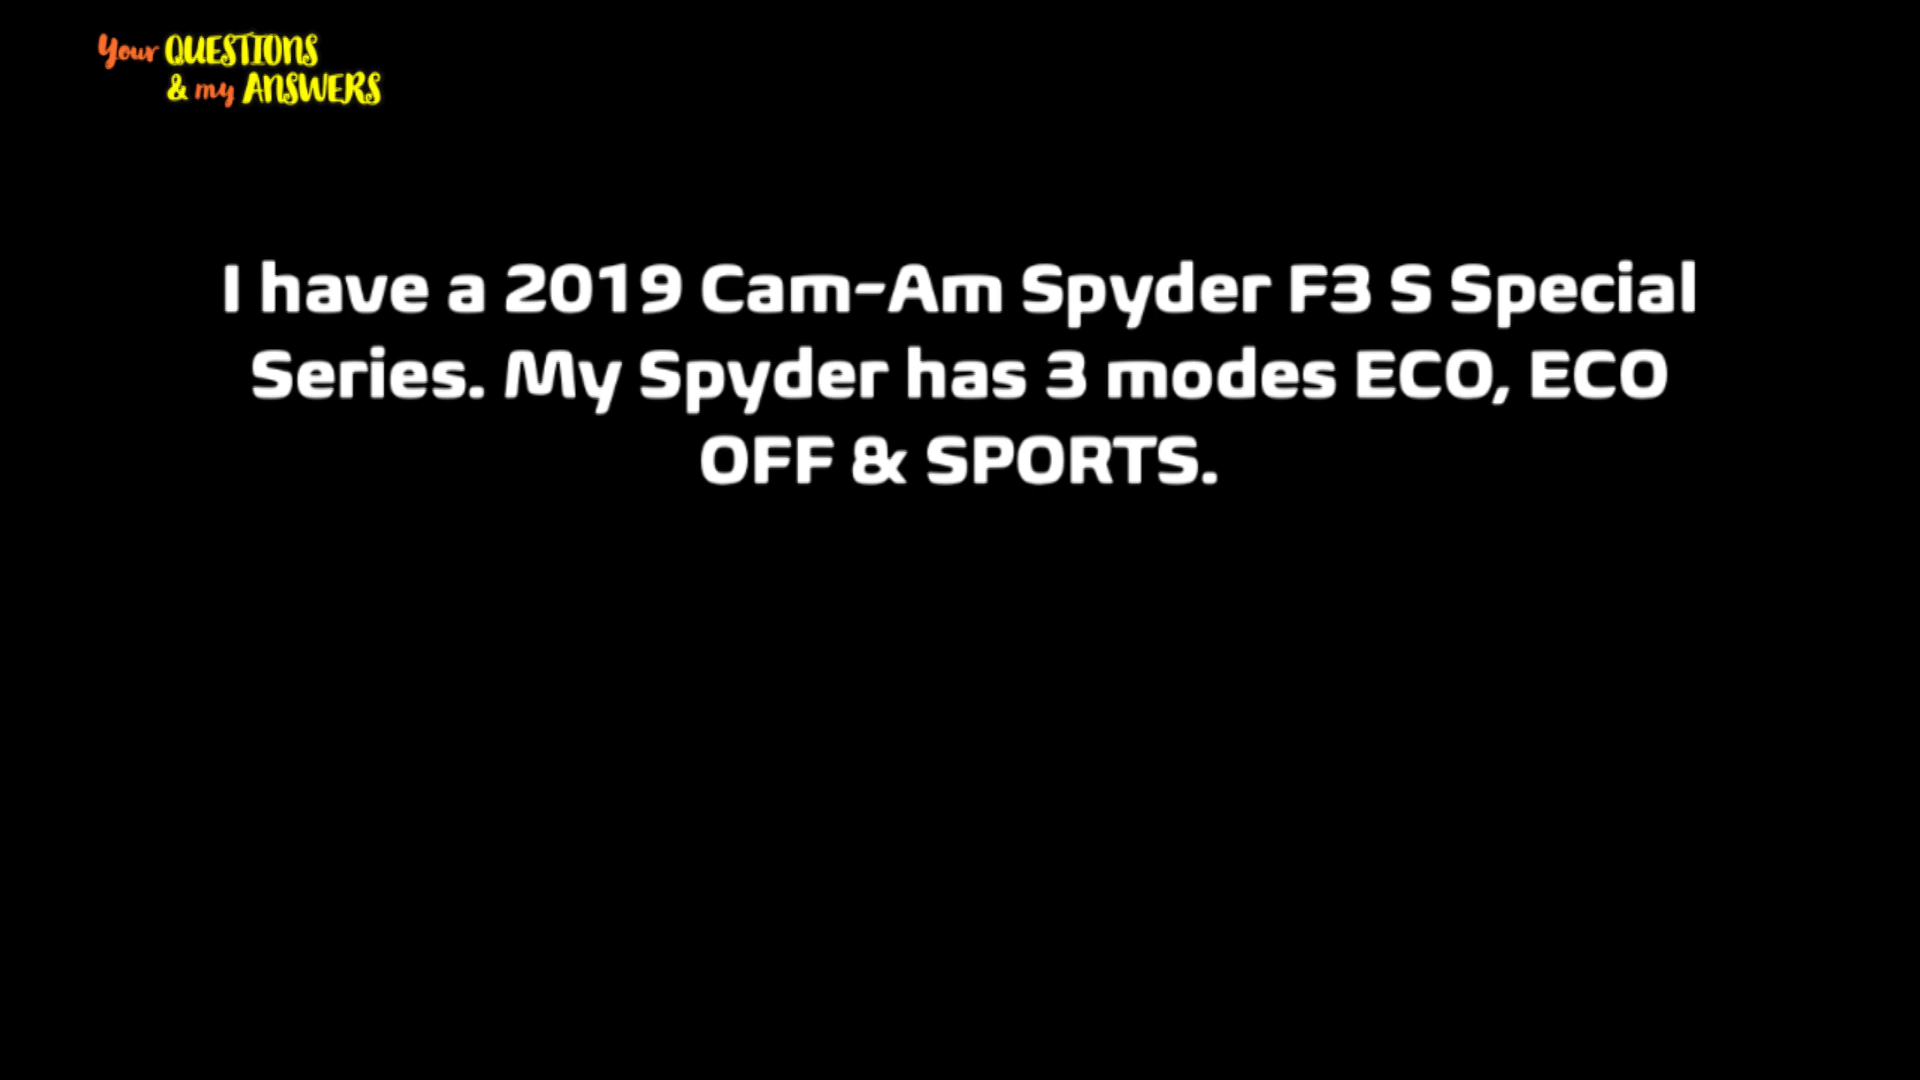 Your QUESTIONS
& my ANSWERS
I have a 2019 Cam-Am Spyder F3 S Special
Series. My Spyder has 3 modes ECO, ECO
OFF & SPORTS.